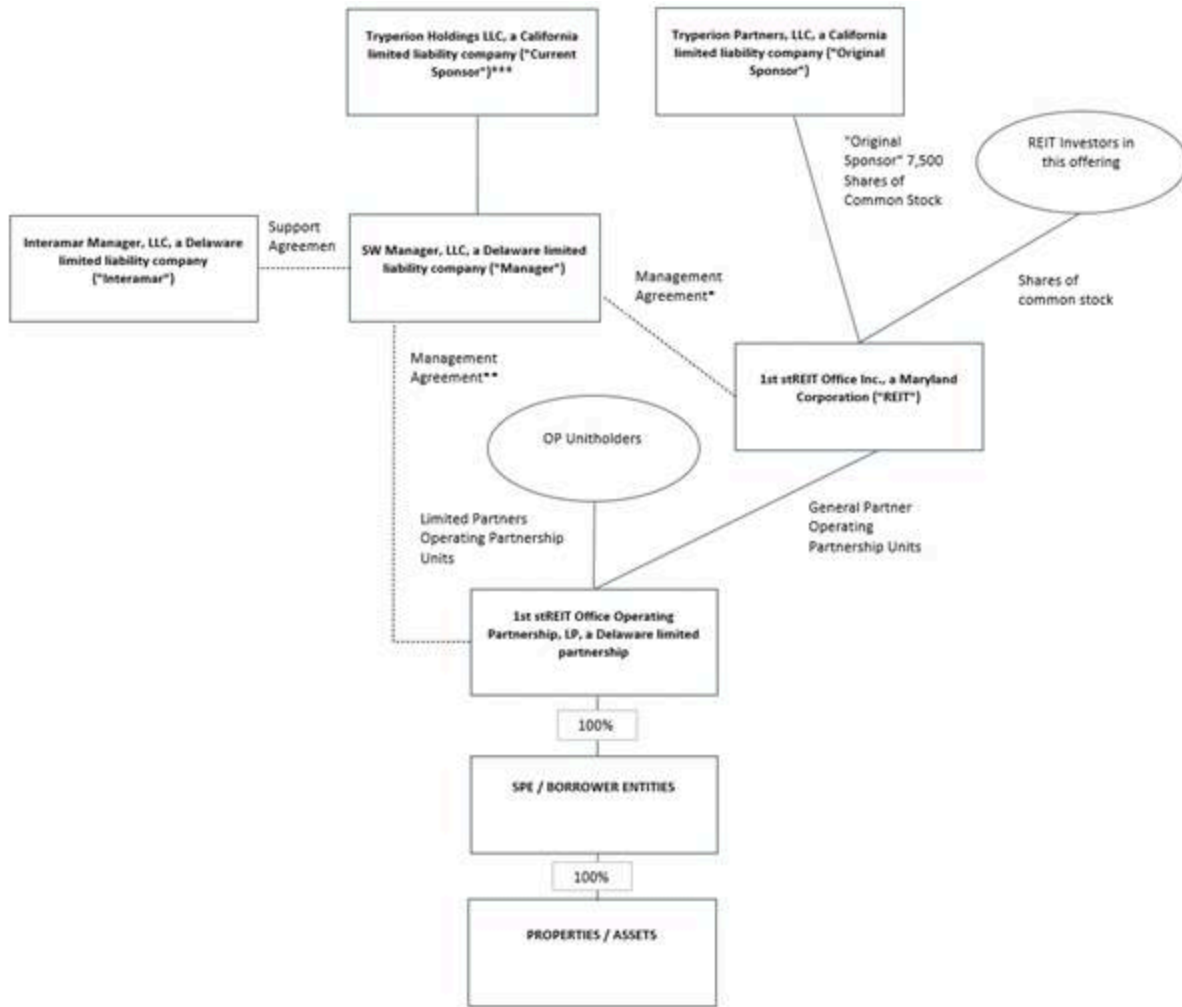 Tryperion Holdings LLC, a California
limited liability company ("Current
Sponsor")***
Tryperion Partners, LLC, a California
limited liability company ("Original
Sponsor")
"Original
Sponsor" 7,500
Shares of
Common Stock
REIT Investors in
this offering
Interamar Manager, LLC, a Delaware
limited liability company
("Interamar")
Support
Agreemen
SW Manager, LLC, a Delaware limited
liability company ("Manager")
Management
Agreement*
Shares of
common stock
Management
Agreement**
1st stREIT Office Inc., a Maryland
Corporation ("REIT")
OP Unitholders
Limited Partners
Operating Partnership
Units
General Partner
Operating
Partnership Units
1st stREIT Office Operating
Partnership, LP, a Delaware limited
partnership
100%
SPE / BORROWER ENTITIES
100%
PROPERTIES / ASSETS